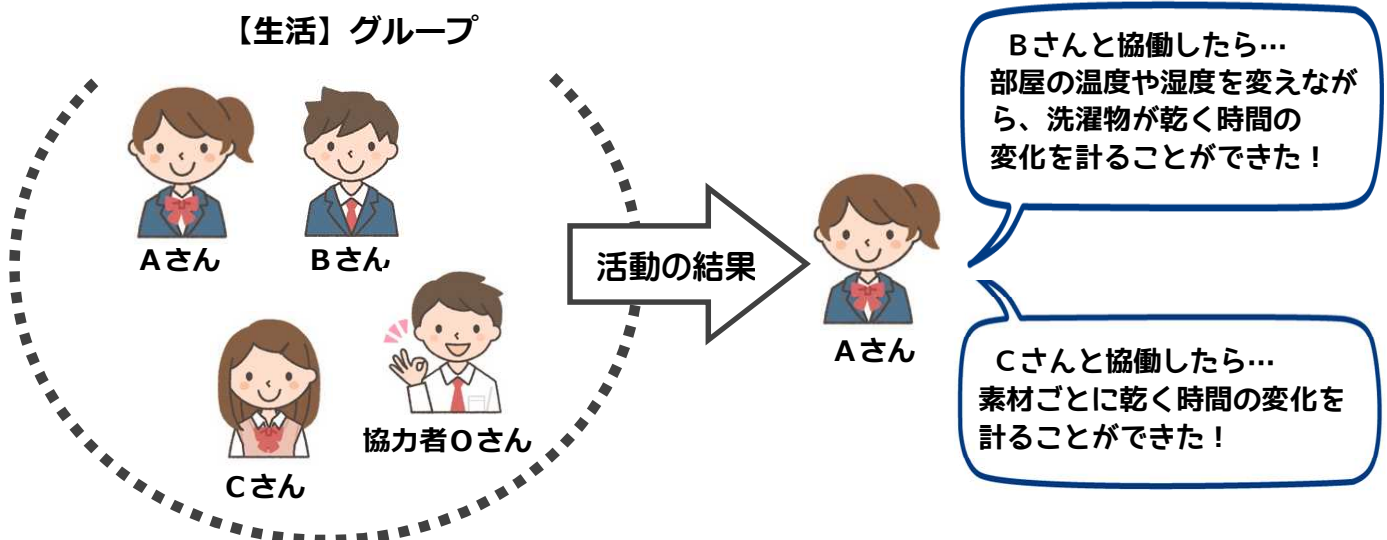 【生活】グループ
Aさん
Bさん
Cさん
協力者Oさん
活動の結果
Aさん
Bさんと協働したら…
部屋の温度や湿度を変えなが
ら、洗濯物が乾く時間の
変化を計ることができた！
Cさんと協働したら…
素材ごとに乾く時間の変化を
計ることができた！